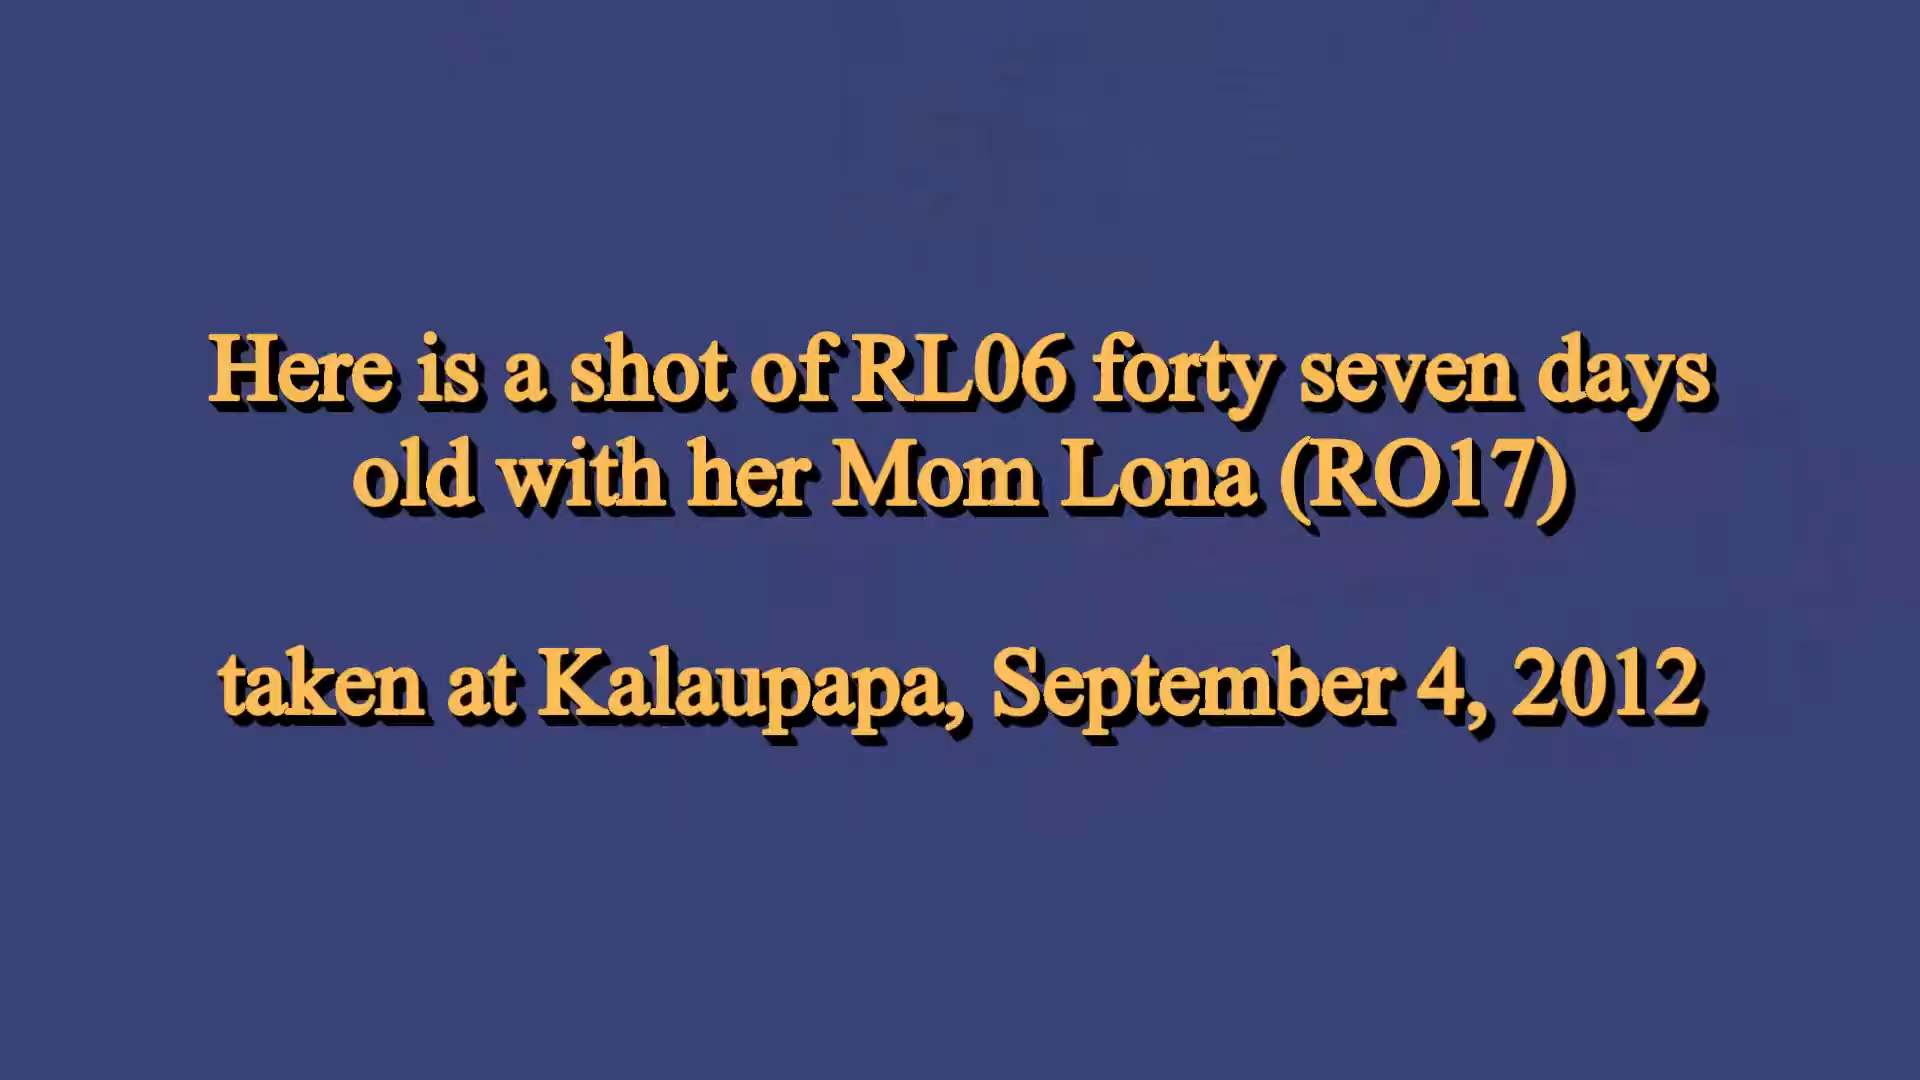 Here is a shot of RL06 forty seven days
old with her Mom Lona (RO17)
taken at Kalaupapa, September 4, 2012